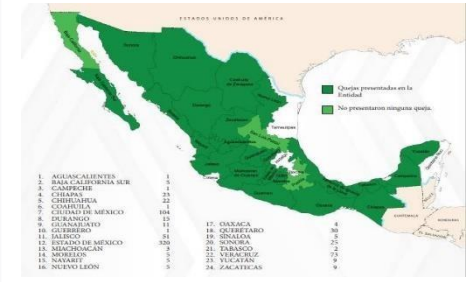 ESTADOS UNIDOS DE AMÉRICA
Quejas presentadas en la
Entidad
No presentaron ninguna queja.
Tamaulipas
1. AGUASCALIENTES 1
2. BAJA CALIFORNIA SUR 5
3. CAMPECHE 1
4. CHIAPAS 23
5. CHIHUAHUA 22
6. COAHUILA 1
7. CIUDAD DE MÉXICO 104
8. DURANGO 15
9. GUANAJUATO 11
10. GUERRERO 1
11. JALISCO 51
12. ESTADO DE MÉXICO 320
13. MICHOACÁN 3
14. MORELOS 5
15. NAYARIT 5
16. NUEVO LEÓN 5
17. OAXACA 4
18. QUERÉTARO 30
19. SINALOA 5
20. SONORA 25
21. TABASCO 2
22. VERACRUZ 73
23. YUCATÁN 9
24. ZACATECAS 9
GUATEMALA
HONDURAS